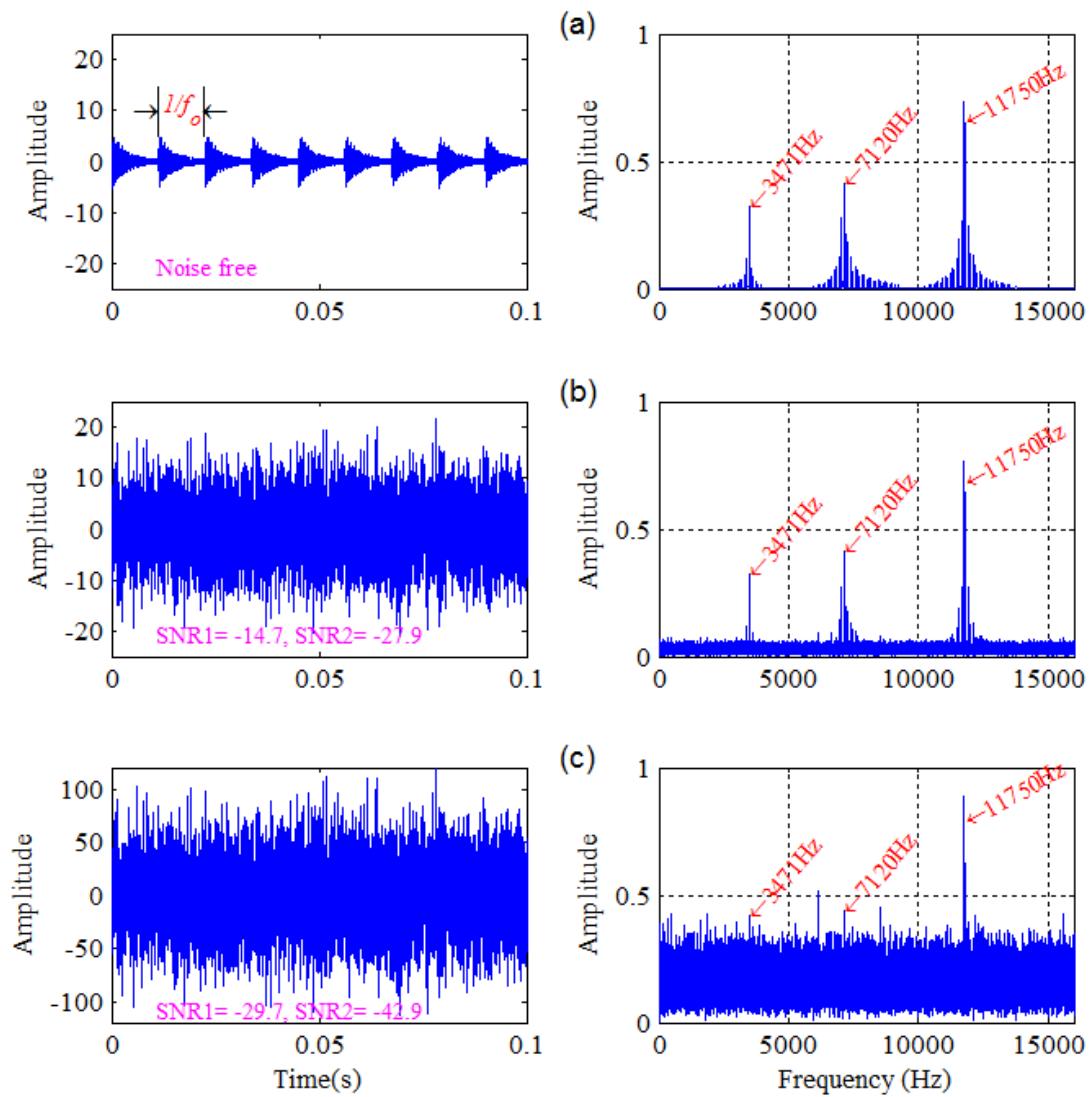 (a)
Amplitude
20
10
0
-10
-20
1/fo
Noise free
0
0.05
0.1
Amplitude
1
0.5
0
←3471Hz
←7120Hz
←11750Hz
0
5000
10000
15000
(b)
Amplitude
20
10
0
-10
-20
SNR1= -14.7, SNR2= -27.9
0
0.05
0.1
Amplitude
1
0.5
0
←3471Hz
←7120Hz
←11750Hz
0
5000
10000
15000
(c)
Amplitude
100
50
0
-50
-100
SNR1= -29.7, SNR2= -42.9
0
0.05
0.1
Time(s)
Amplitude
1
0.5
0
←3471Hz
←7120Hz
←11750Hz
0
5000
10000
15000
Frequency (Hz)